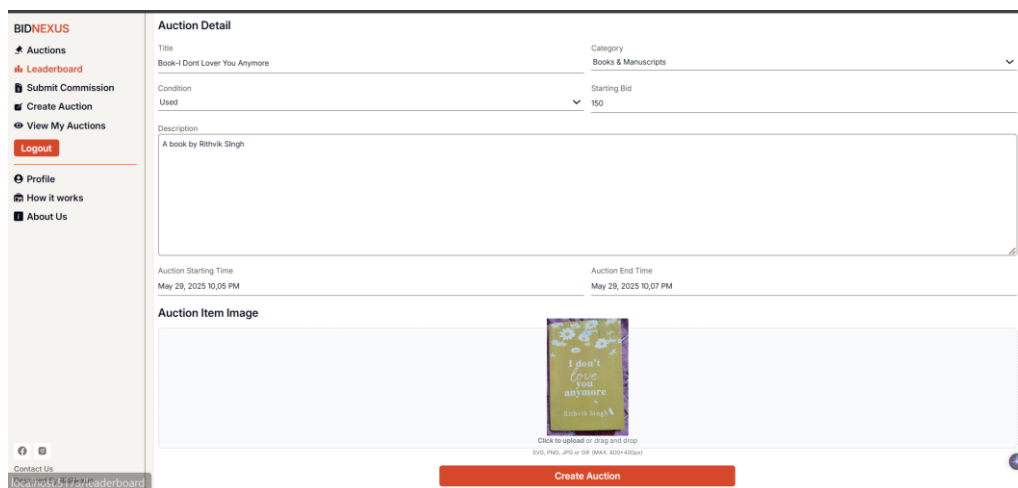 BIDNEXUS
Auctions
Leaderboard
Submit Commission
Create Auction
View My Auctions
Logout
Profile
How it works
About Us
Contact Us
localhost:5173/leaderboard
Auction Detail
Title
Book-I Dont Lover You Anymore
Category
Books & Manuscripts
Condition
Used
Starting Bid
150
Description
A book by Rithvik SIngh
Auction Starting Time
May 29, 2025 10,05 PM
Auction End Time
May 29, 2025 10,07 PM
Auction Item Image
I don't
love
you
anymore
Rithvik Singh
Click to upload or drag and drop
SVG, PNG, JPG or GIF (MAX. 800×400px)
Create Auction